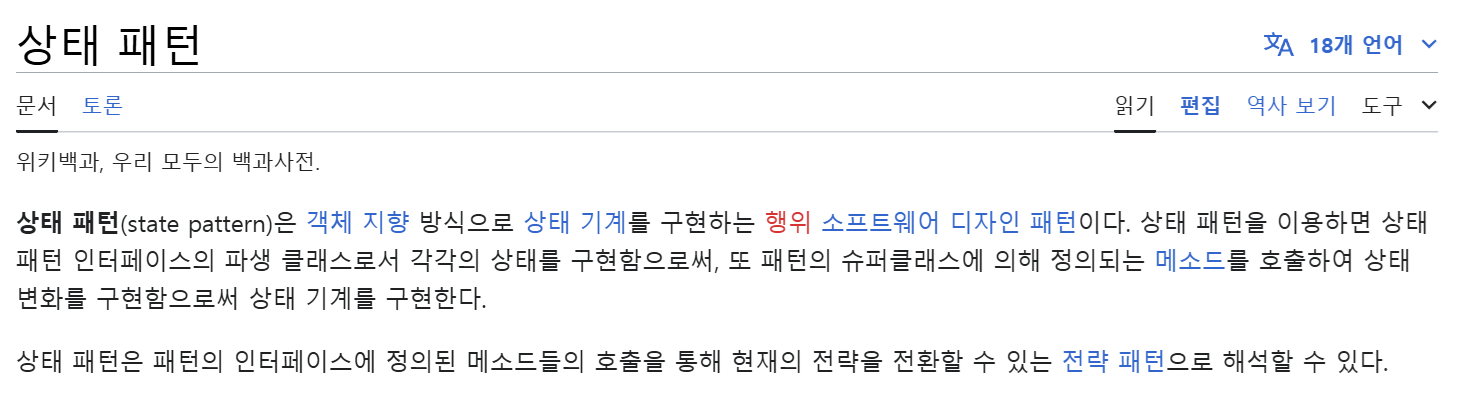 상태 패턴
18개 언어
문서 토론
읽기 편집 역사 보기 도구
위키백과, 우리 모두의 백과사전.
상태 패턴(state pattern)은 객체 지향 방식으로 상태 기계를 구현하는 행위 소프트웨어 디자인 패턴이다. 상태 패턴을 이용하면 상태
패턴 인터페이스의 파생 클래스로서 각각의 상태를 구현함으로써, 또 패턴의 슈퍼클래스에 의해 정의되는 메소드를 호출하여 상태
변화를 구현함으로써 상태 기계를 구현한다.
상태 패턴은 패턴의 인터페이스에 정의된 메소드들의 호출을 통해 현재의 전략을 전환할 수 있는 전략 패턴으로 해석할 수 있다.